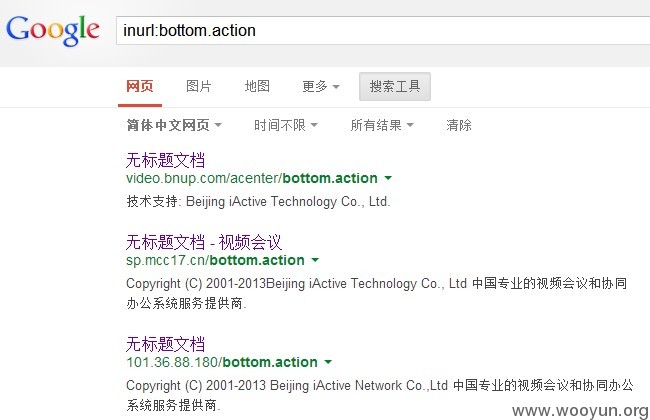 Google
inurl:bottom.action
网页 图片 地图 更多 搜索工具
简体中文网页 时间不限 所有结果 清除
无标题文档
video.bnup.com/acenter/bottom.action
技术支持: Beijing iActive Technology Co., Ltd.
无标题文档 - 视频会议
sp.mcc17.cn/bottom.action
Copyright (C) 2001-2013Beijing iActive Technology Co., Ltd 中国专业的视频会议和协同
办公系统服务提供商.
无标题文档
101.36.88.180/bottom.action
Copyright (C) 2001-2013 Beijing iActive Network Co.,Ltd 中国专业的视频会议和协同办公
系统服务提供商.
www.wooyun.org